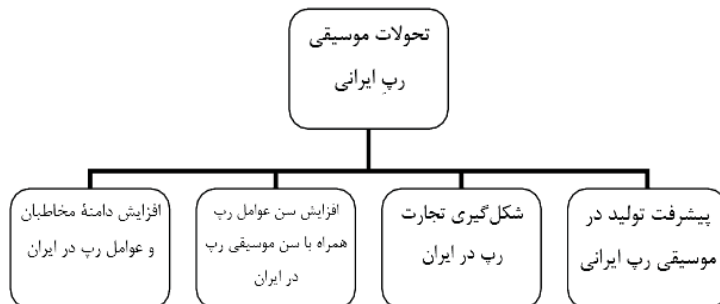 تحولات موسیقی
رپ ایرانی
پیشرفت تولید در
موسیقی رپ ایرانی
شکل‌گیری تجارت
رپ در ایران
افزایش سن عوامل رپ
همراه با سن موسیقی رپ
در ایران
افزایش دامنهٔ مخاطبان
و عوامل رپ در ایران